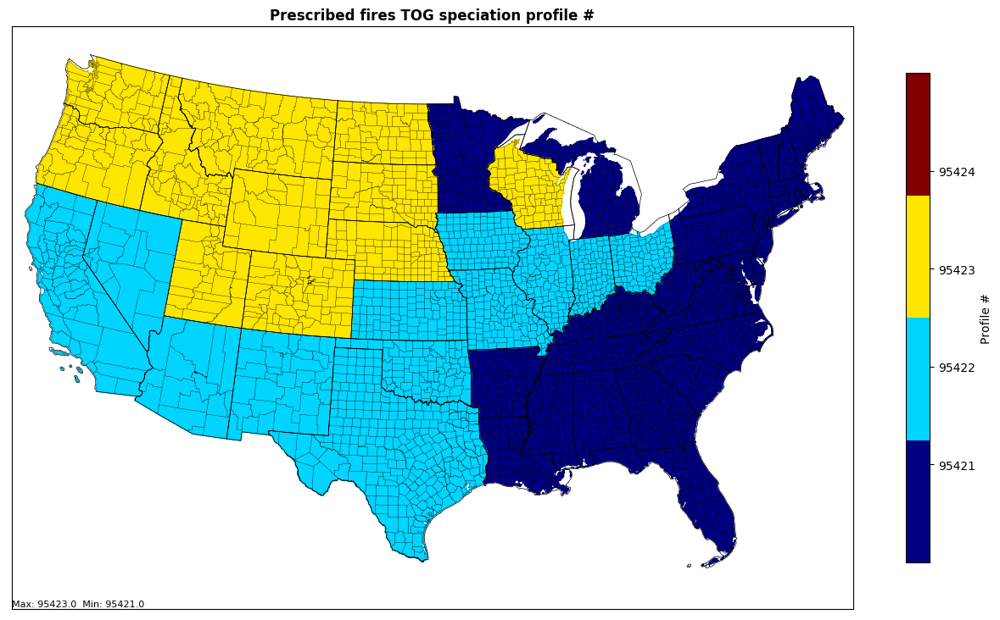 Prescribed fires TOG speciation profile #
95424
95423
95422
95421
Profile #
Max: 95423.0  Min: 95421.0